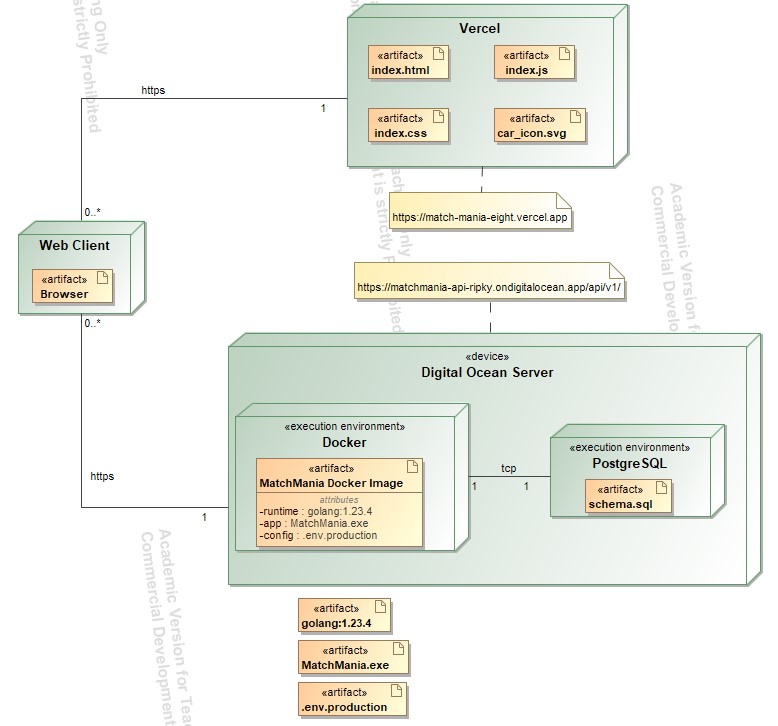 Vercel
«artifact»
index.html
«artifact»
index.js
«artifact»
index.css
«artifact»
car_icon.svg
https
1
0..*
https://match-mania-eight.vercel.app
Web Client
«artifact»
Browser
0..*
https://matchmania-api-ripky.ondigitalocean.app/api/v1/
«device»
Digital Ocean Server
«execution environment»
Docker
«artifact»
MatchMania Docker Image
attributes
-runtime : golang:1.23.4
-app : MatchMania.exe
-config : .env.production
tcp
1
1
«execution environment»
PostgreSQL
«artifact»
schema.sql
https
1
«artifact»
golang:1.23.4
«artifact»
MatchMania.exe
«artifact»
.env.production
Only
strictly Prohibited
Only
is strictly
Academic Version for
Commercial
Academic Version for
Commercial Development